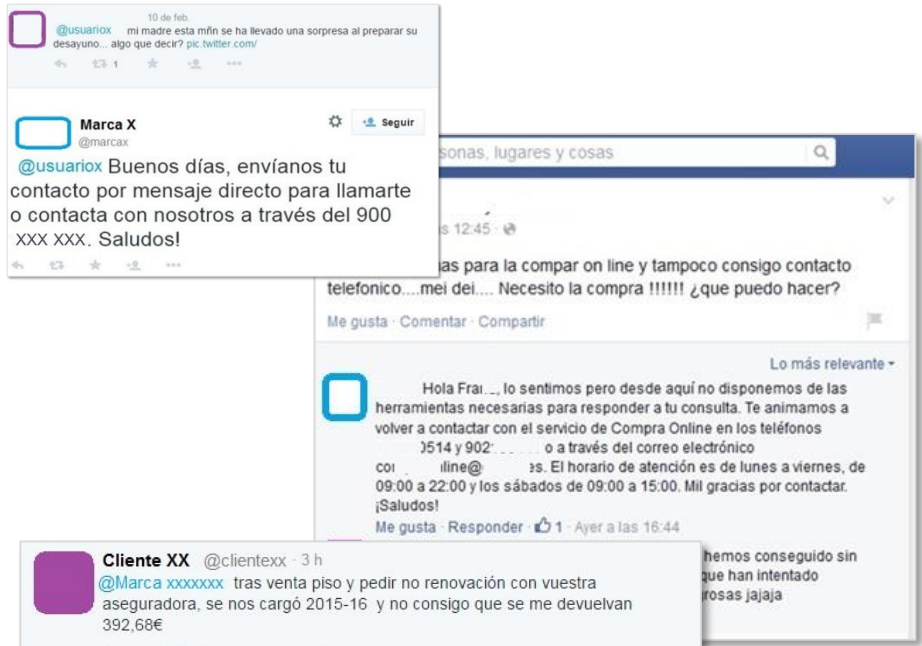 10 de feb.
@usuariox mi madre esta mñn se ha llevado una sorpresa al preparar su
desayuno... algo que decir? pic.twitter.com/
1
Marca X
@marcax
Seguir
@usuariox Buenos días, envíanos tu
contacto por mensaje directo para llamarte
o contacta con nosotros a través del 900
XXX XXX. Saludos!
sonas, lugares y cosas
12:45
para la compar on line y tampoco consigo contacto
telefonico....mei dei.... Necesito la compra !!!!!! ¿que puedo hacer?
Me gusta · Comentar · Compartir
Lo más relevante
Hola Fra..., lo sentimos pero desde aquí no disponemos de las
herramientas necesarias para responder a tu consulta. Te animamos a
volver a contactar con el servicio de Compra Online en los teléfonos
0514 y 902 o a través del correo electrónico
line@ es. El horario de atención es de lunes a viernes, de
09:00 a 22:00 y los sábados de 09:00 a 15:00. Mil gracias por contactar.
¡Saludos!
Me gusta · Responder · 1 · Ayer a las 16:44
hemos conseguido sin
que han intentado
rosas jajaja
Cliente XX @clientexx · 3 h
@Marca xxxxxxx tras venta piso y pedir no renovación con vuestra
aseguradora, se nos cargó 2015-16 y no consigo que se me devuelvan
392,68€